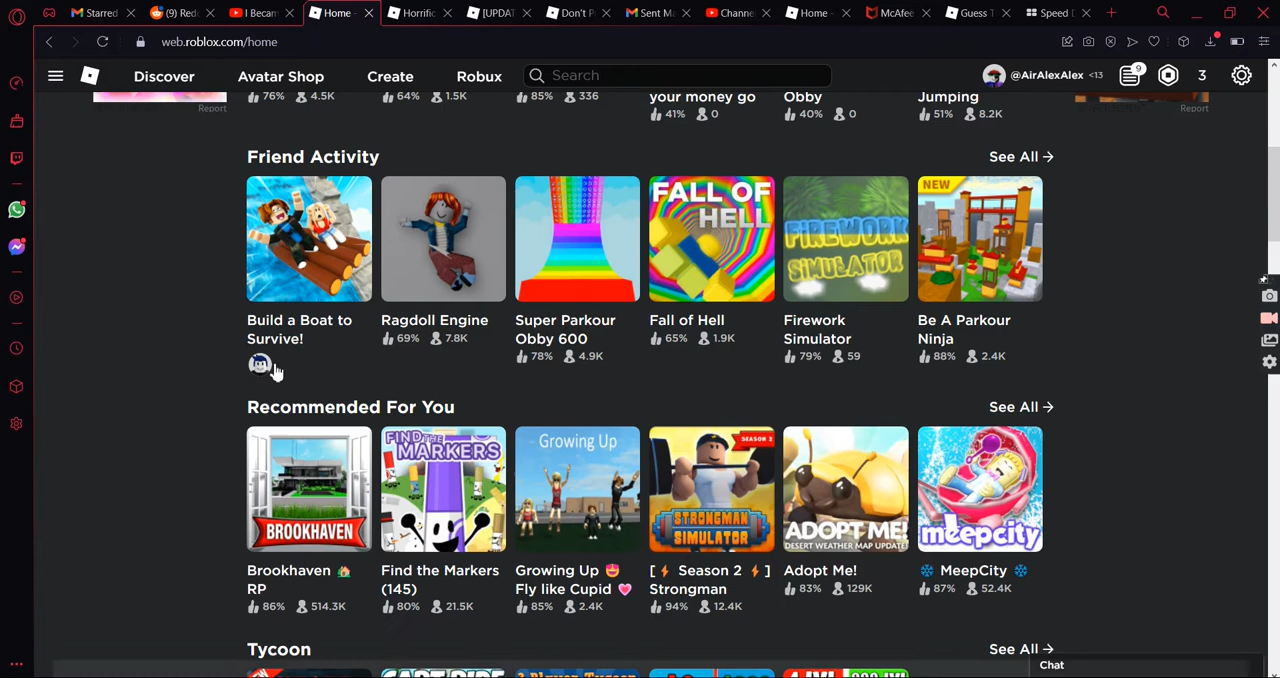 Starred
(9) Redd
I Becam
Home -
Horrific
[UPDAT
Don't P
Sent Ma
Channe
Home -
McAfee
Guess T
Speed D
web.roblox.com/home
Discover
Avatar Shop
Create
Robux
Search
@AirAlexAlex <13
9
3
your money go
Obby
Jumping
76% 4.5K
64% 1.5K
85% 336
41% 0
40% 0
51% 8.2K
Report
Report
Friend Activity
See All →
FALL OF HELL
FIREWORK
SIMULATOR
NEW
Build a Boat to
Survive!
Ragdoll Engine
69% 7.8K
Super Parkour
Obby 600
78% 4.9K
Fall of Hell
65% 1.9K
Firework
Simulator
79% 59
Be A Parkour
Ninja
88% 2.4K
Recommended For You
See All →
BROOKHAVEN
FIND THE
MARKERS
Growing Up
SEASON 2
STRONGMAN
SIMULATOR
ADOPT ME!
DESERT WEATHER MAP UPDATE!
meepcity
Brookhaven 🏠
RP
86% 514.3K
Find the Markers
(145)
80% 21.5K
Growing Up 😍
Fly like Cupid 💗
85% 2.4K
[⚡ Season 2 ⚡]
Strongman
94% 12.4K
Adopt Me!
83% 129K
❄️ MeepCity ❄️
87% 52.4K
Tycoon
See All →
Chat